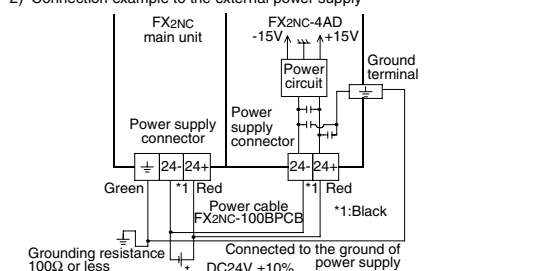 2) Connection example to the external power supply
FX2NC
main unit
FX2NC-4AD
-15V
+15V
Power
circuit
Ground
terminal
Power
supply
connector
Power supply
connector
24-
24+
24-
24+
Green
*1
Red
*1
Red
Power cable
FX2NC-100BPCB
*1:Black
Grounding resistance
100Ω or less
Connected to the ground of
power supply
DC24V ±10%